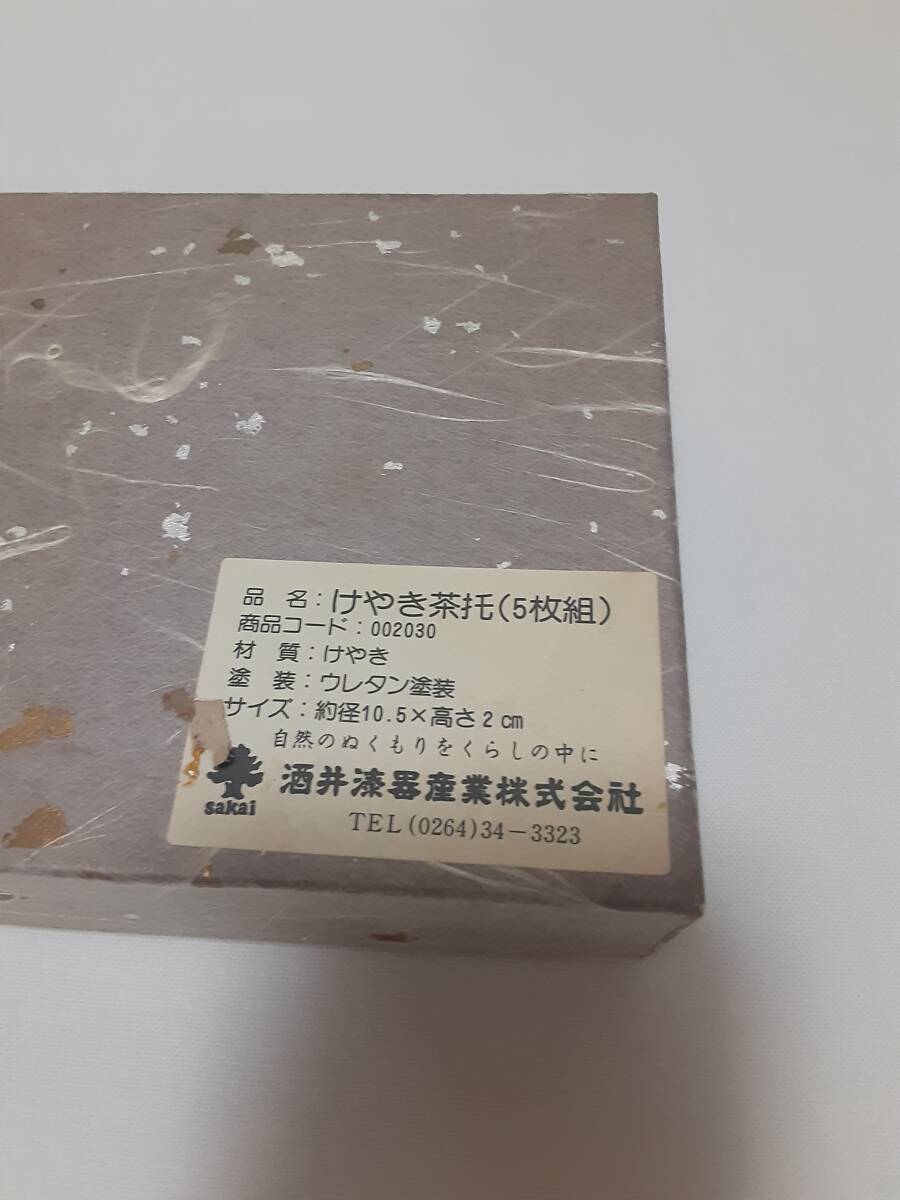 品 名：けやき茶托（5枚組）
商品コード：002030
材 質：けやき
塗 装：ウレタン塗装
サイズ：約径10.5×高さ2cm
自然のぬくもりをくらしの中に
sakai 酒井漆器産業株式会社
TEL(0264)34－3323